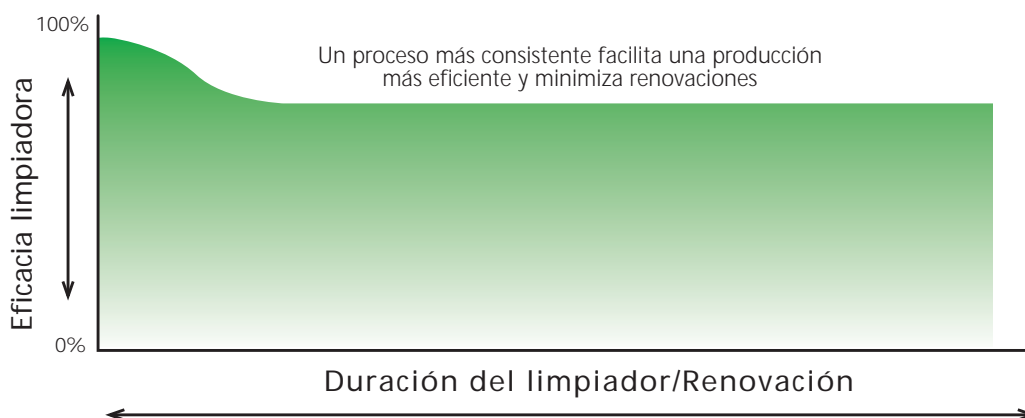 100%
Un proceso más consistente facilita una producción
más eficiente y minimiza renovaciones
Eficacia limpiadora
0%
Duración del limpiador/Renovación